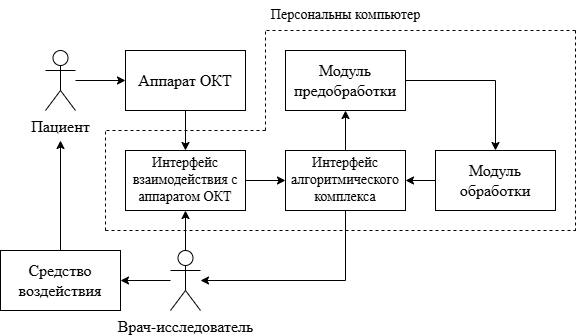 Персональны компьютер
Аппарат ОКТ
Модуль
предобработки
Пациент
Интерфейс
взаимодействия с
аппаратом ОКТ
Интерфейс
алгоритмического
комплекса
Модуль
обработки
Средство
воздействия
Врач-исследователь